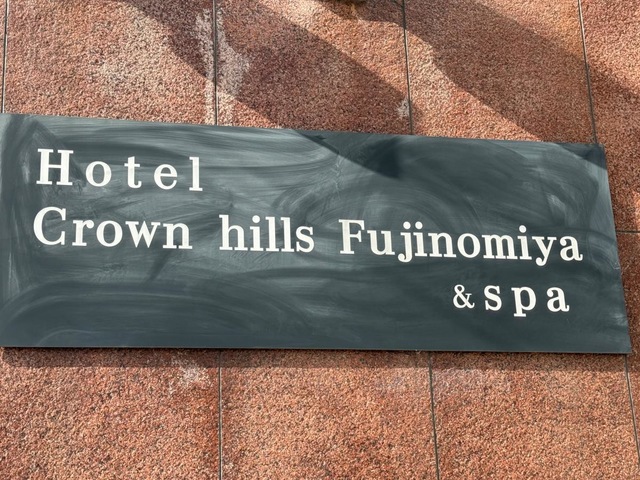 Hotel
Crown hills Fujinomiya
& spa